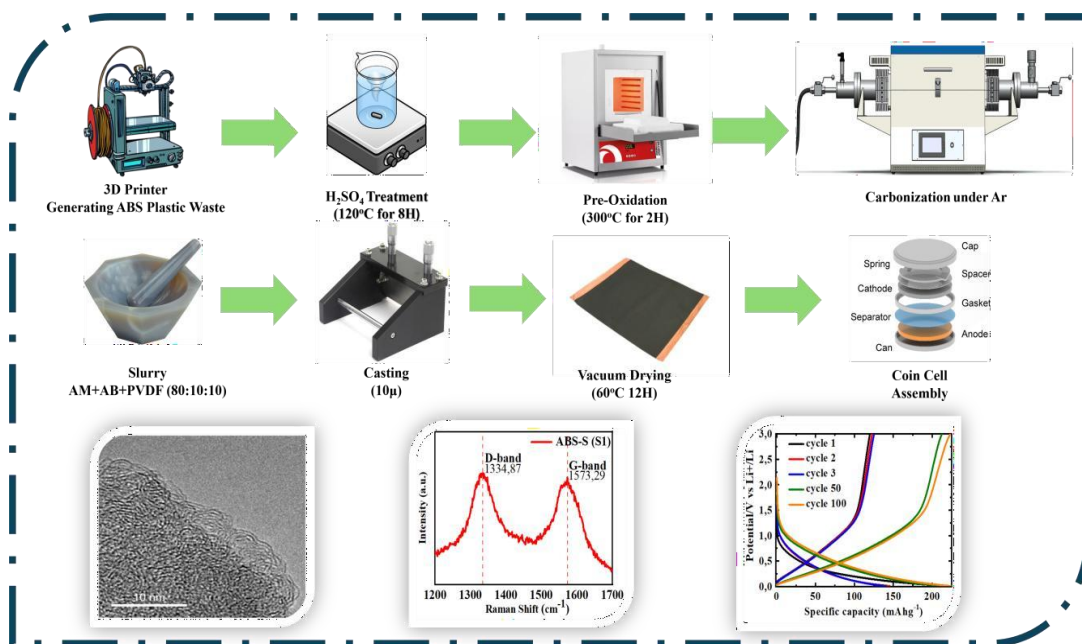 3D Printer
Generating ABS Plastic Waste
H₂SO₄ Treatment
(120°C for 8H)
Pre-Oxidation
(300°C for 2H)
Carbonization under Ar
Slurry
AM+AB+PVDF (80:10:10)
Casting
(10μ)
Vacuum Drying
(60°C 12H)
Cap
Spring
Spacer
Cathode
Gasket
Separator
Anode
Can
Coin Cell
Assembly
10 nm
ABS-S (S1)
D-band
1334,87
G-band
1573,29
Intensity (a.u.)
1200 1300 1400 1500 1600 1700
Raman Shift (cm⁻¹)
3,0
2,5
2,0
1,5
1,0
0,5
0,0
Potential/V vs Li+/Li
cycle 1
cycle 2
cycle 3
cycle 50
cycle 100
0 50 100 150 200
Specific capacity (mAhg⁻¹)